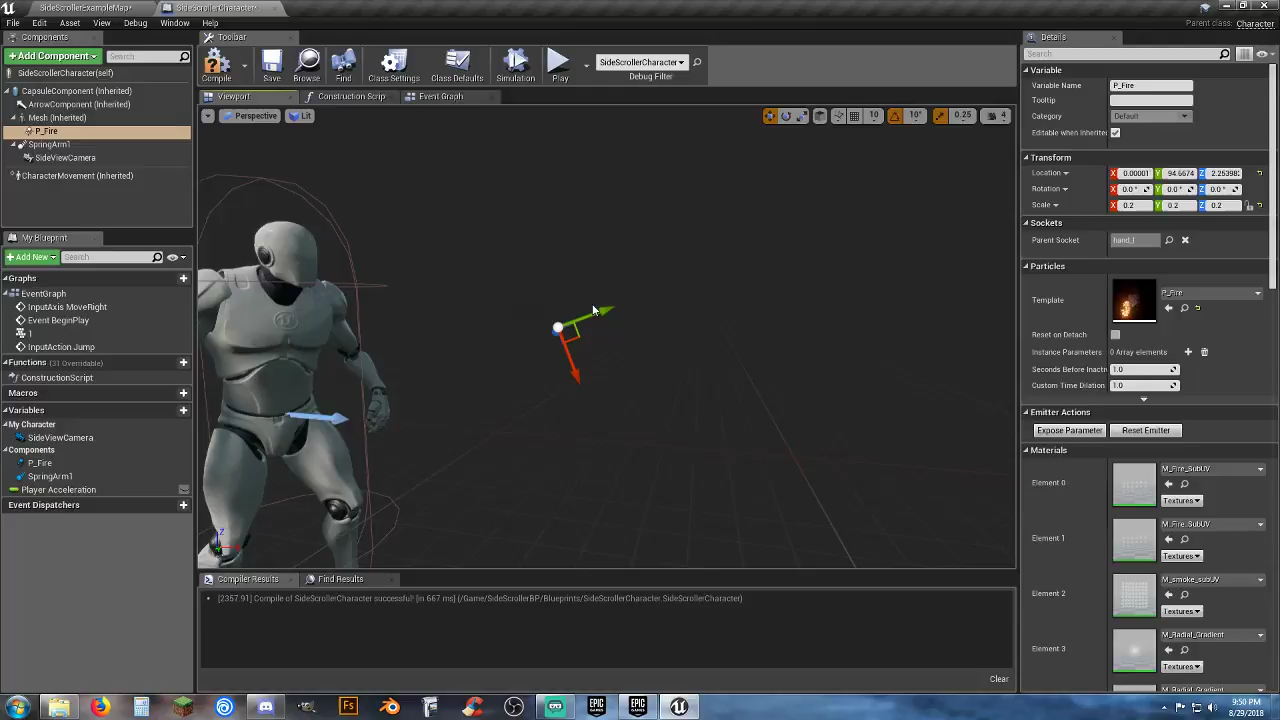 SideScrollerExampleMap*
SideScrollerCharacter*
File Edit Asset View Debug Window Help
Parent class: Character
Components
Toolbar
Details
Add Component
Search
SideScrollerCharacter(self)
CapsuleComponent (Inherited)
ArrowComponent (Inherited)
Mesh (Inherited)
P_Fire
SpringArm1
SideViewCamera
CharacterMovement (Inherited)
Compile
Save
Browse
Find
Class Settings
Class Defaults
Simulation
Play
SideScrollerCharacter
Debug Filter
Viewport
Construction Scrip
Event Graph
Perspective
Lit
10
10°
0.25
4
My Blueprint
Add New
Search
Graphs
EventGraph
InputAxis MoveRight
Event BeginPlay
1
InputAction Jump
Functions (31 Overridable)
ConstructionScript
Macros
Variables
My Character
SideViewCamera
Components
P_Fire
SpringArm1
Player Acceleration
Event Dispatchers
Z
Compiler Results
Find Results
[2357.91] Compile of SideScrollerCharacter successful! [in 667 ms] (/Game/SideScrollerBP/Blueprints/SideScrollerCharacter.SideScrollerCharacter)
Clear
Search
Variable
Variable Name P_Fire
Tooltip
Category Default
Editable when Inherite
Transform
Location X 0.00001 Y 94.6674 Z 2.25398
Rotation X 0.0° Y 0.0° Z 0.0°
Scale X 0.2 Y 0.2 Z 0.2
Sockets
Parent Socket hand_l
Particles
Template P_Fire
Reset on Detach
Instance Parameters 0 Array elements
Seconds Before Inactiv 1.0
Custom Time Dilation 1.0
Emitter Actions
Expose Parameter Reset Emitter
Materials
Element 0 M_Fire_SubUV
Textures
Element 1 M_Fire_SubUV
Textures
Element 2 M_smoke_subUV
Textures
Element 3 M_Radial_Gradient
Textures
M_Radial_Gradient
Fs
EPIC GAMES
EPIC GAMES
9:50 PM
8/29/2018